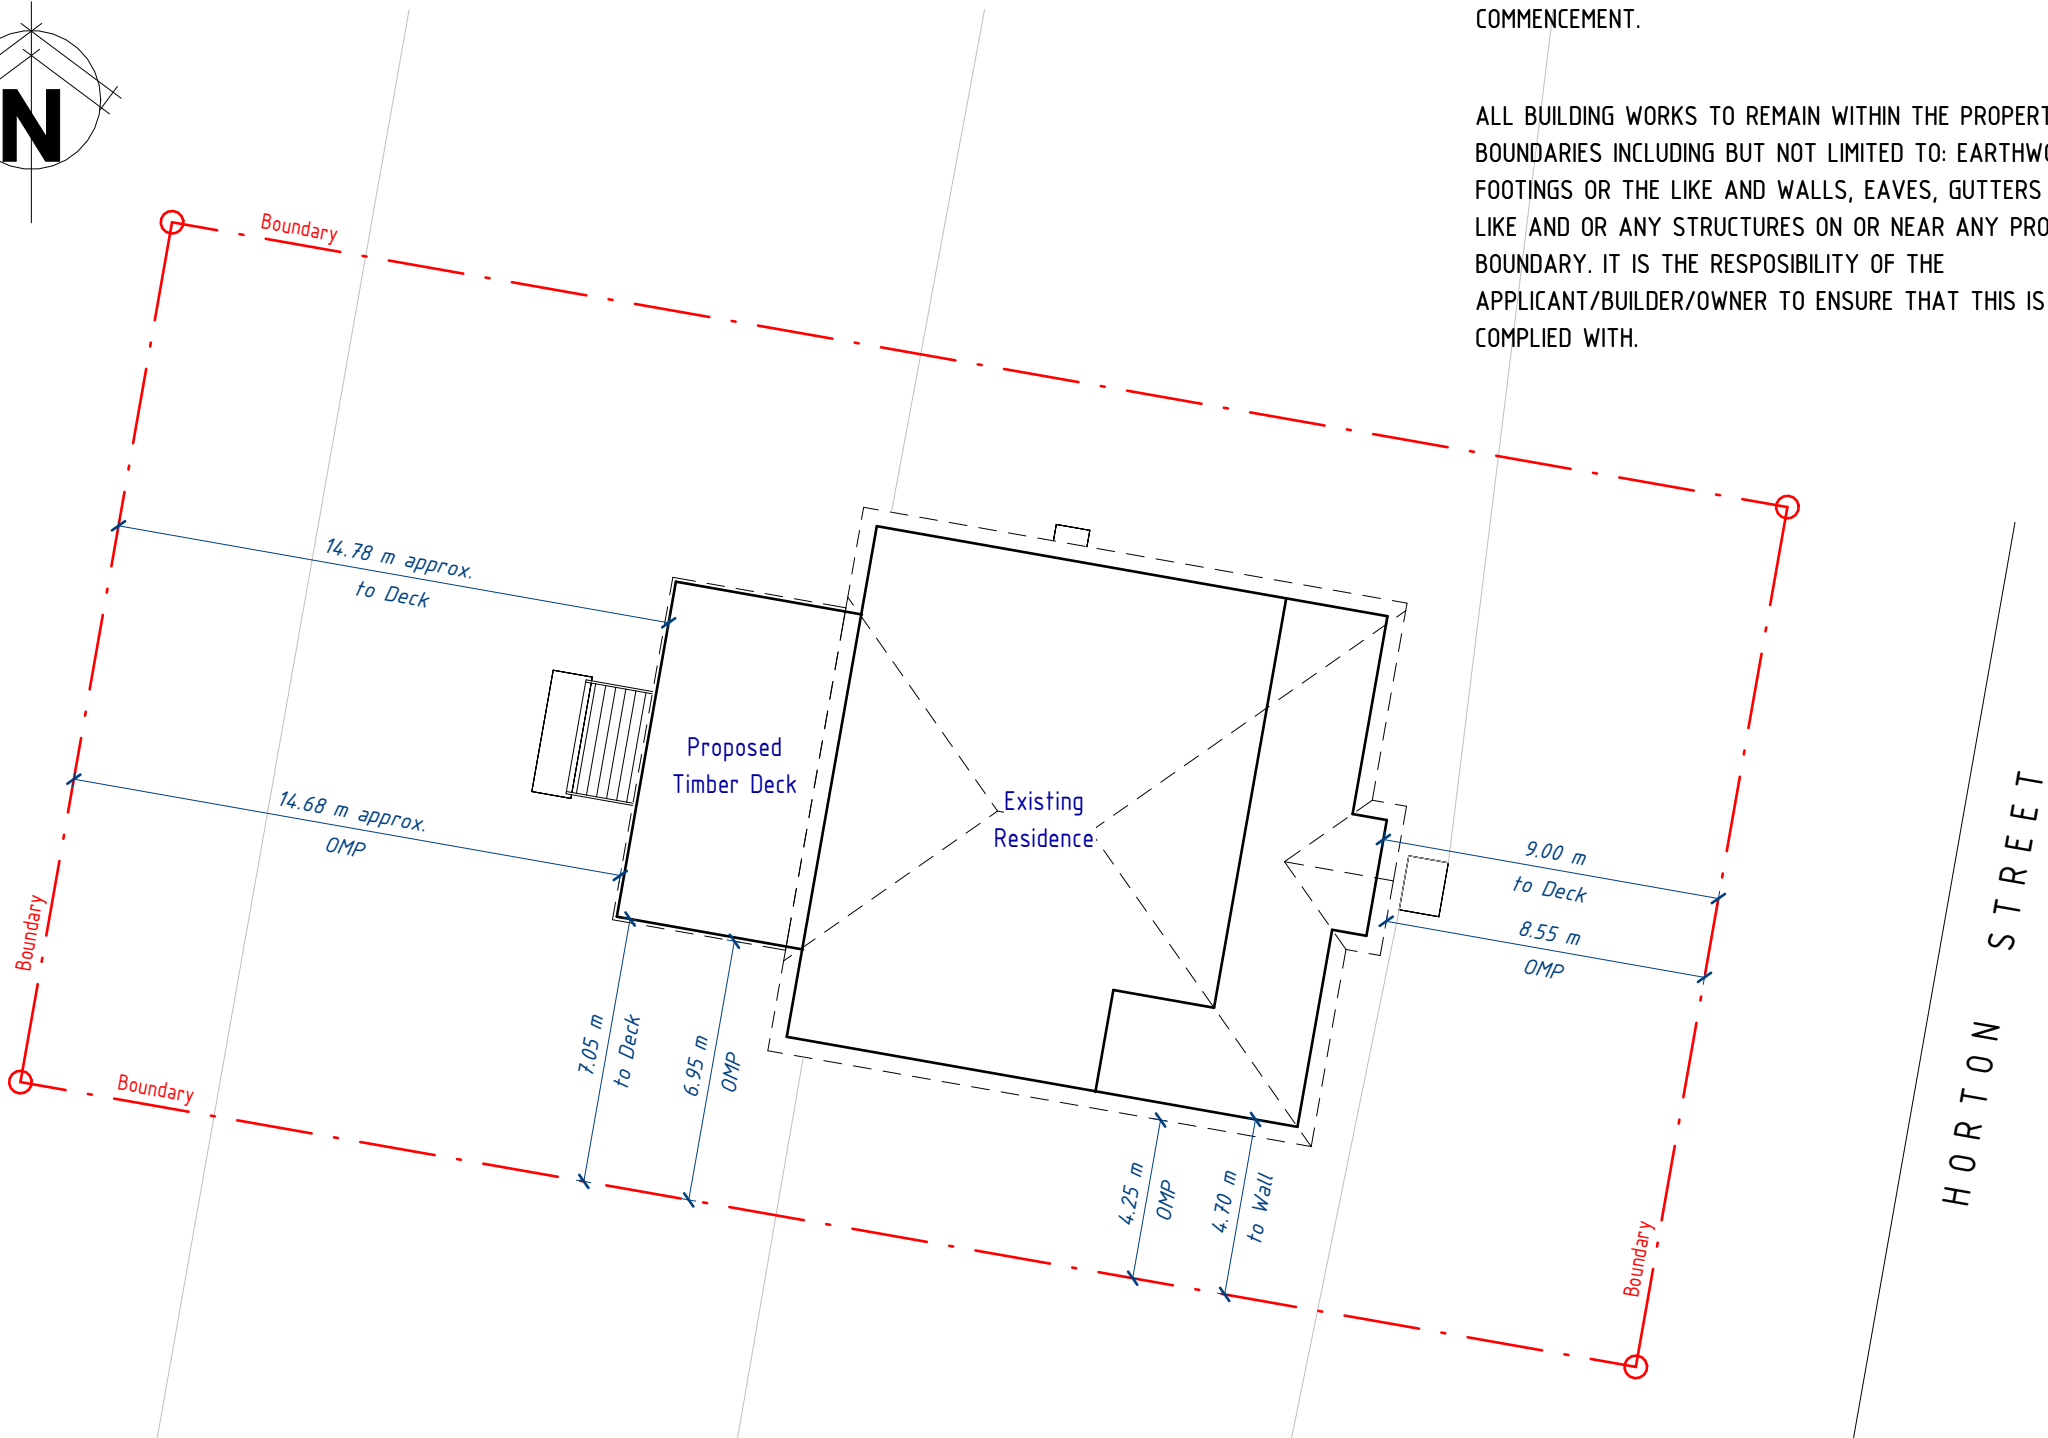 COMMENCEMENT.
N
ALL BUILDING WORKS TO REMAIN WITHIN THE PROPERT
BOUNDARIES INCLUDING BUT NOT LIMITED TO: EARTHWO
FOOTINGS OR THE LIKE AND WALLS, EAVES, GUTTERS
LIKE AND OR ANY STRUCTURES ON OR NEAR ANY PRO
BOUNDARY. IT IS THE RESPOSIBILITY OF THE
APPLICANT/BUILDER/OWNER TO ENSURE THAT THIS IS
COMPLIED WITH.
Boundary
14.78 m approx.
to Deck
Proposed
Timber Deck
Existing
Residence
14.68 m approx.
OMP
9.00 m
to Deck
8.55 m
OMP
Boundary
7.05 m
to Deck
6.95 m
OMP
Boundary
4.25 m
OMP
4.70 m
to Wall
Boundary
HORTON STREET